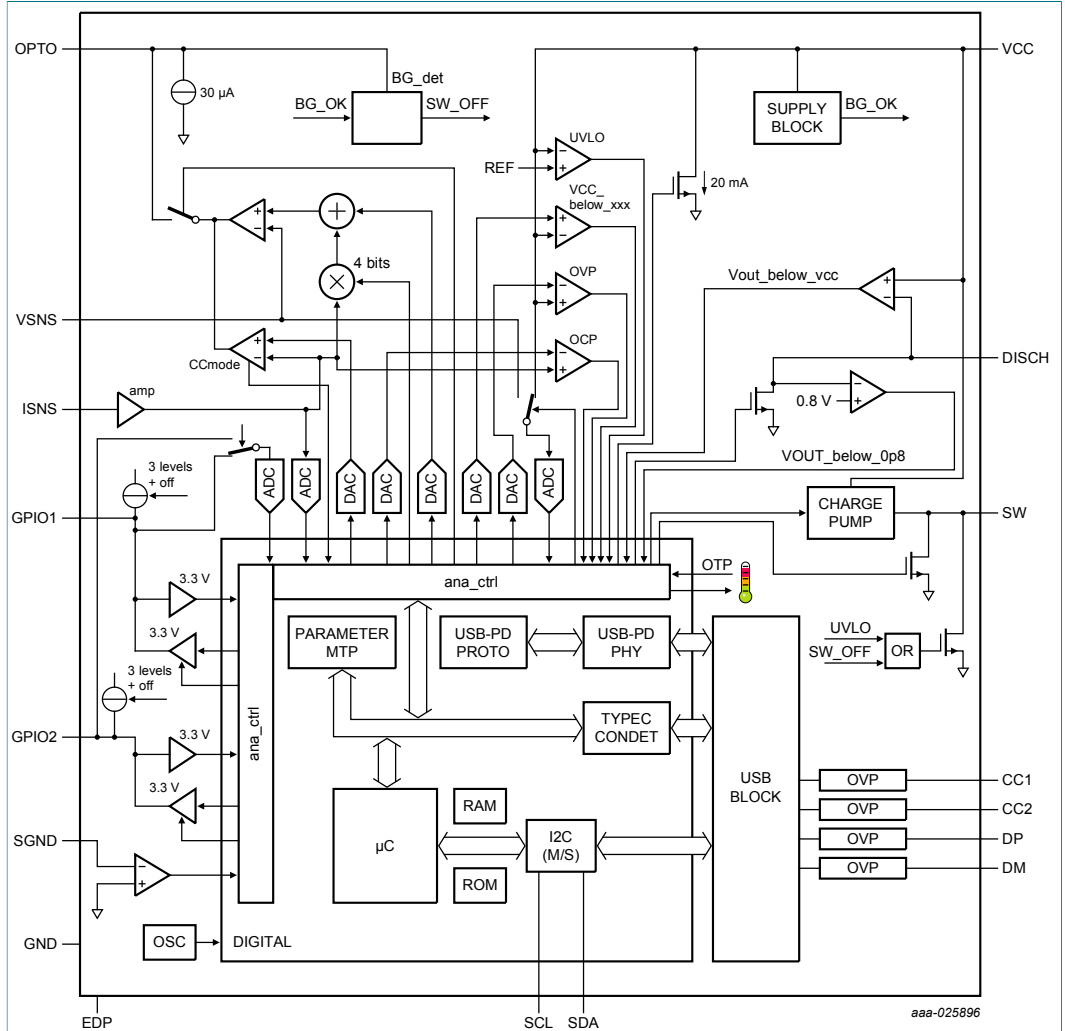 OPTO
VCC
30 µA
BG_det
BG_OK
SW_OFF
SUPPLY
BLOCK
BG_OK
UVLO
REF
20 mA
VCC_
below_xxx
4 bits
OVP
Vout_below_vcc
VSNS
OCP
CCmode
DISCH
amp
ISNS
0.8 V
VOUT_below_0p8
3 levels
+ off
ADC
ADC
DAC
DAC
DAC
DAC
DAC
ADC
GPIO1
CHARGE
PUMP
SW
ana_ctrl
OTP
3.3 V
3.3 V
PARAMETER
MTP
USB-PD
PROTO
USB-PD
PHY
UVLO
SW_OFF
OR
3 levels
+ off
ana_ctrl
GPIO2
TYPEC
CONDET
3.3 V
3.3 V
USB
BLOCK
OVP
CC1
OVP
CC2
OVP
DP
OVP
DM
RAM
µC
I2C
(M/S)
ROM
SGND
GND
OSC
DIGITAL
EDP
SCL
SDA
aaa-025896